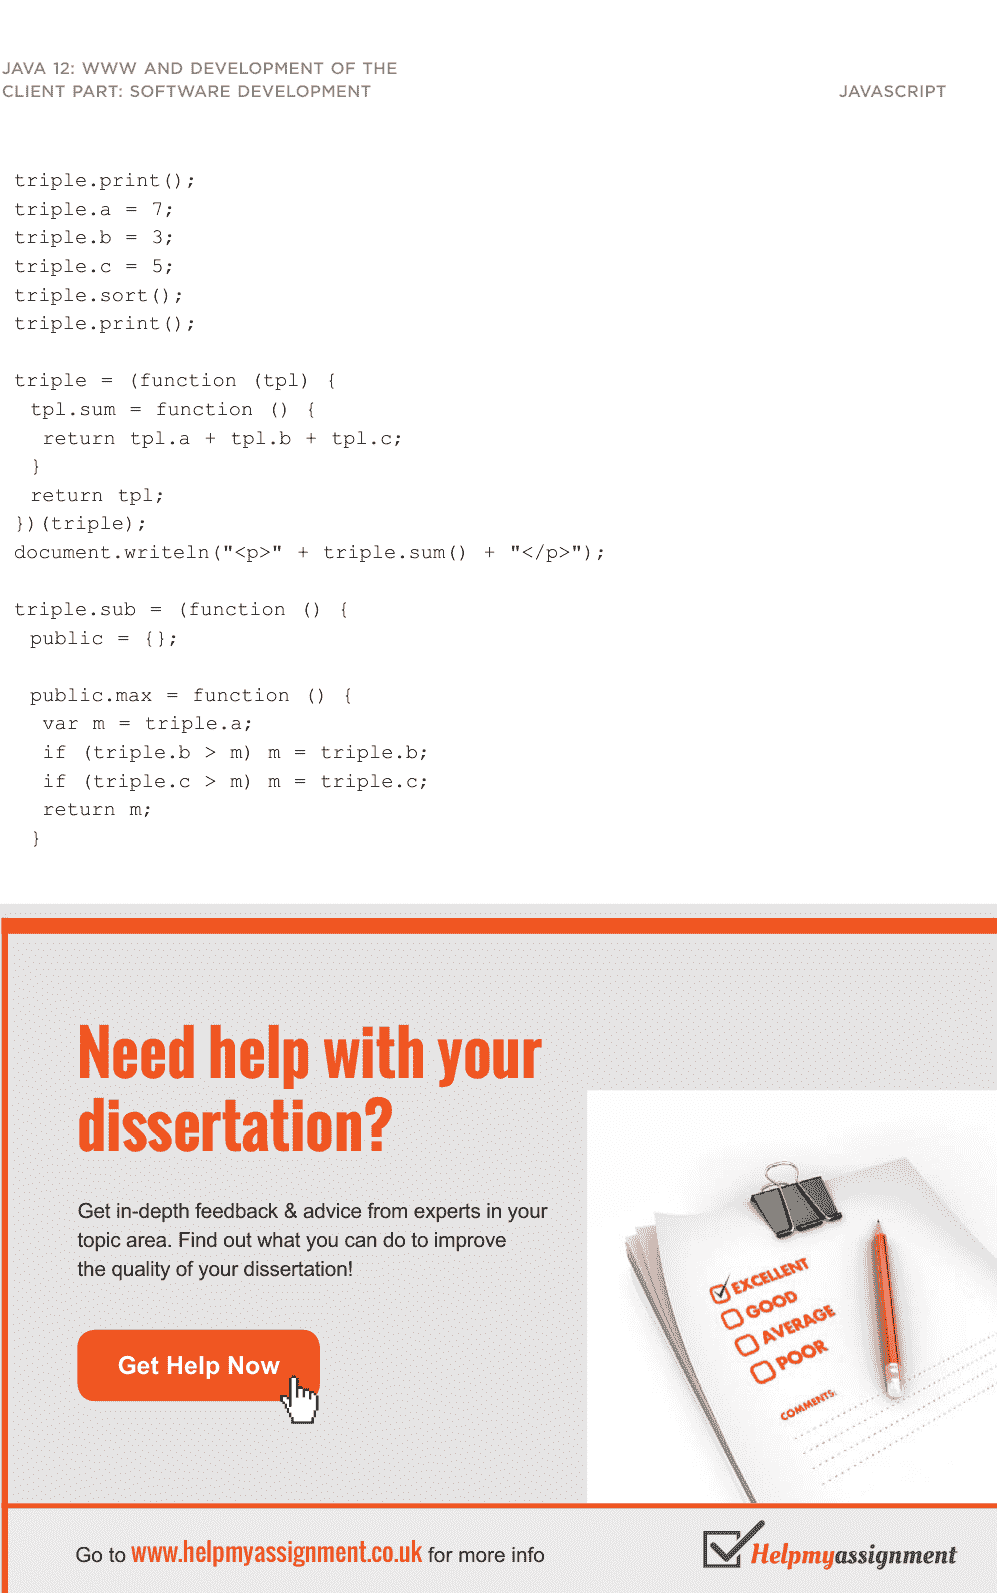 JAVA 12: WWW AND DEVELOPMENT OF THE
CLIENT PART: SOFTWARE DEVELOPMENT
JAVASCRIPT
triple.print();
triple.a = 7;
triple.b = 3;
triple.c = 5;
triple.sort();
triple.print();
triple = (function (tpl) {
tpl.sum = function () {
return tpl.a + tpl.b + tpl.c;
}
return tpl;
})(triple);
document.writeln("<p>" + triple.sum() + "</p>");
triple.sub = (function () {
public = {};
public.max = function () {
var m = triple.a;
if (triple.b > m) m = triple.b;
if (triple.c > m) m = triple.c;
return m;
}
Need help with your
dissertation?
Get in-depth feedback & advice from experts in your
topic area. Find out what you can do to improve
the quality of your dissertation!
Get Help Now
EXCELLENT
GOOD
AVERAGE
POOR
COMMENTS:
Go to www.helpmyassignment.co.uk for more info
Helpmyassignment